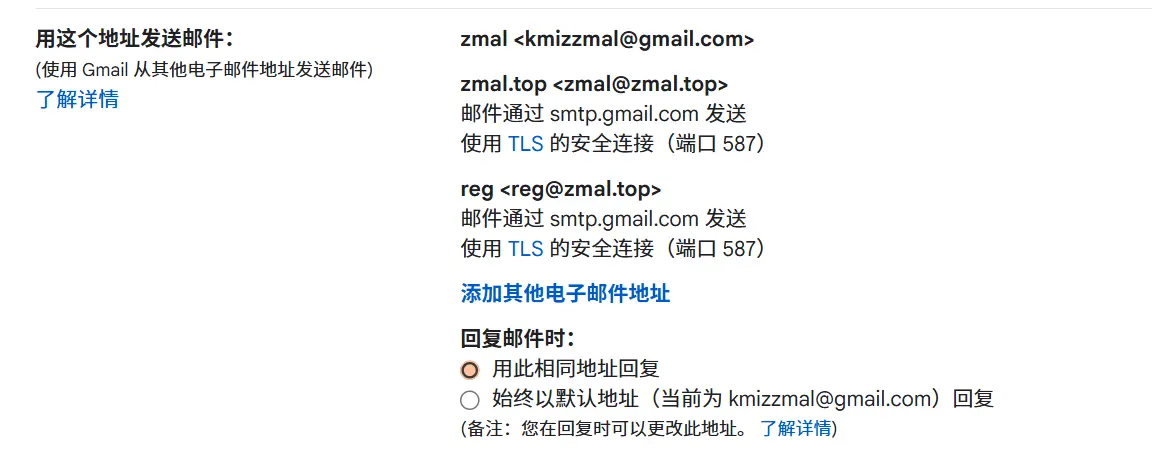 用这个地址发送邮件：
(使用 Gmail 从其他电子邮件地址发送邮件)
了解详情
zmal <kmizzmal@gmail.com>
zmal.top <zmal@zmal.top>
邮件通过 smtp.gmail.com 发送
使用 TLS 的安全连接（端口 587）
reg <reg@zmal.top>
邮件通过 smtp.gmail.com 发送
使用 TLS 的安全连接（端口 587）
添加其他电子邮件地址
回复邮件时：
用此相同地址回复
始终以默认地址（当前为 kmizzmal@gmail.com）回复
(备注：您在回复时可以更改此地址。 了解详情)